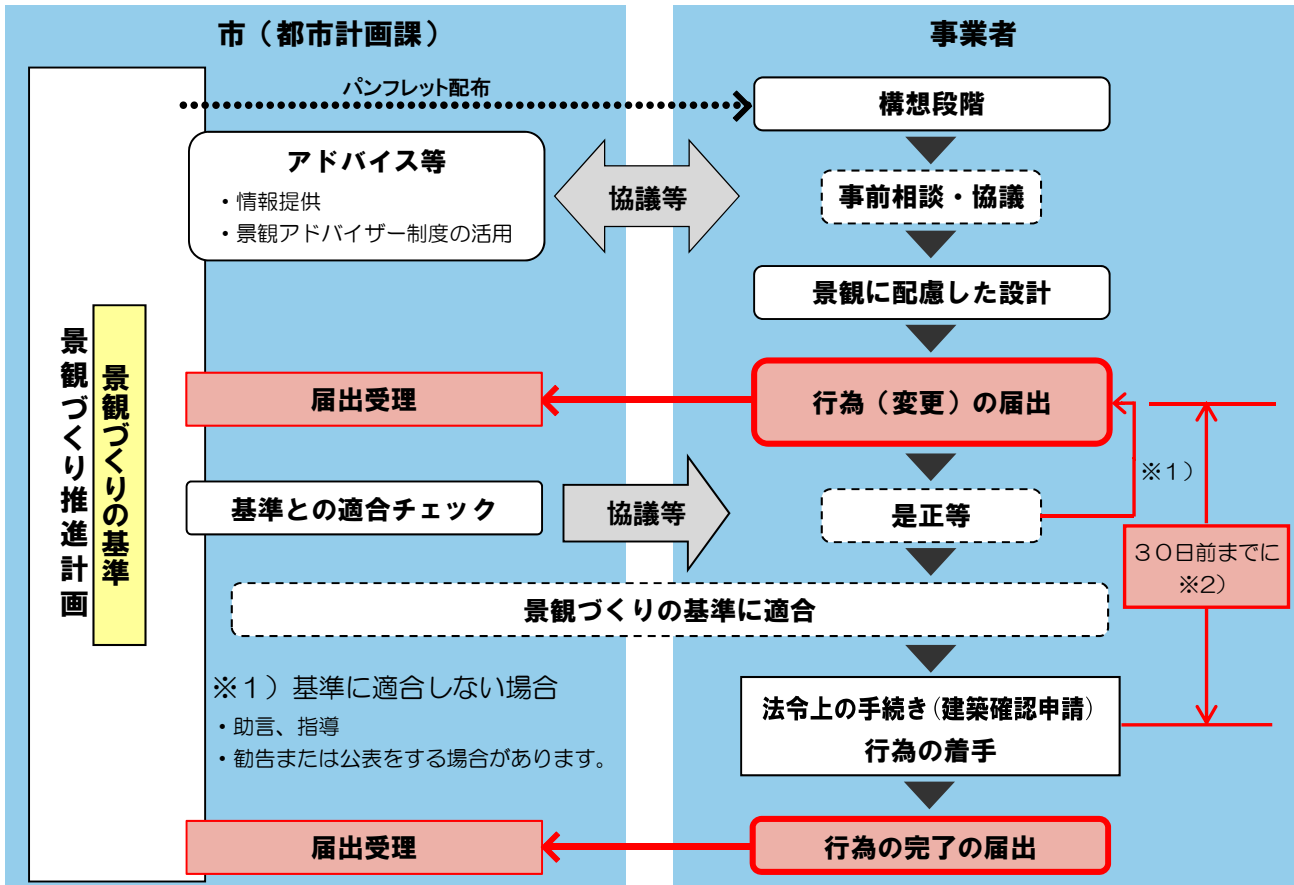 市（都市計画課）
事業者
パンフレット配布
構想段階
アドバイス等
・情報提供
・景観アドバイザー制度の活用
協議等
事前相談・協議
景観に配慮した設計
景観づくり推進計画
景観づくりの基準
届出受理
行為（変更）の届出
※１）
基準との適合チェック
協議等
是正等
３０日前までに
※２）
景観づくりの基準に適合
※１）基準に適合しない場合
・助言、指導
・勧告または公表をする場合があります。
法令上の手続き（建築確認申請）
行為の着手
届出受理
行為の完了の届出